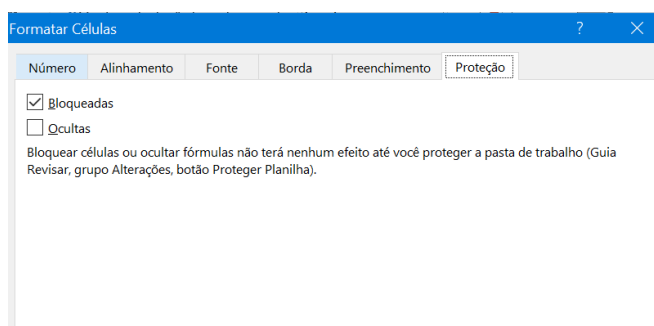 Formatar Células ? ×
Número Alinhamento Fonte Borda Preenchimento Proteção
Bloqueadas
Ocultas
Bloquear células ou ocultar fórmulas não terá nenhum efeito até você proteger a pasta de trabalho (Guia
Revisar, grupo Alterações, botão Proteger Planilha).